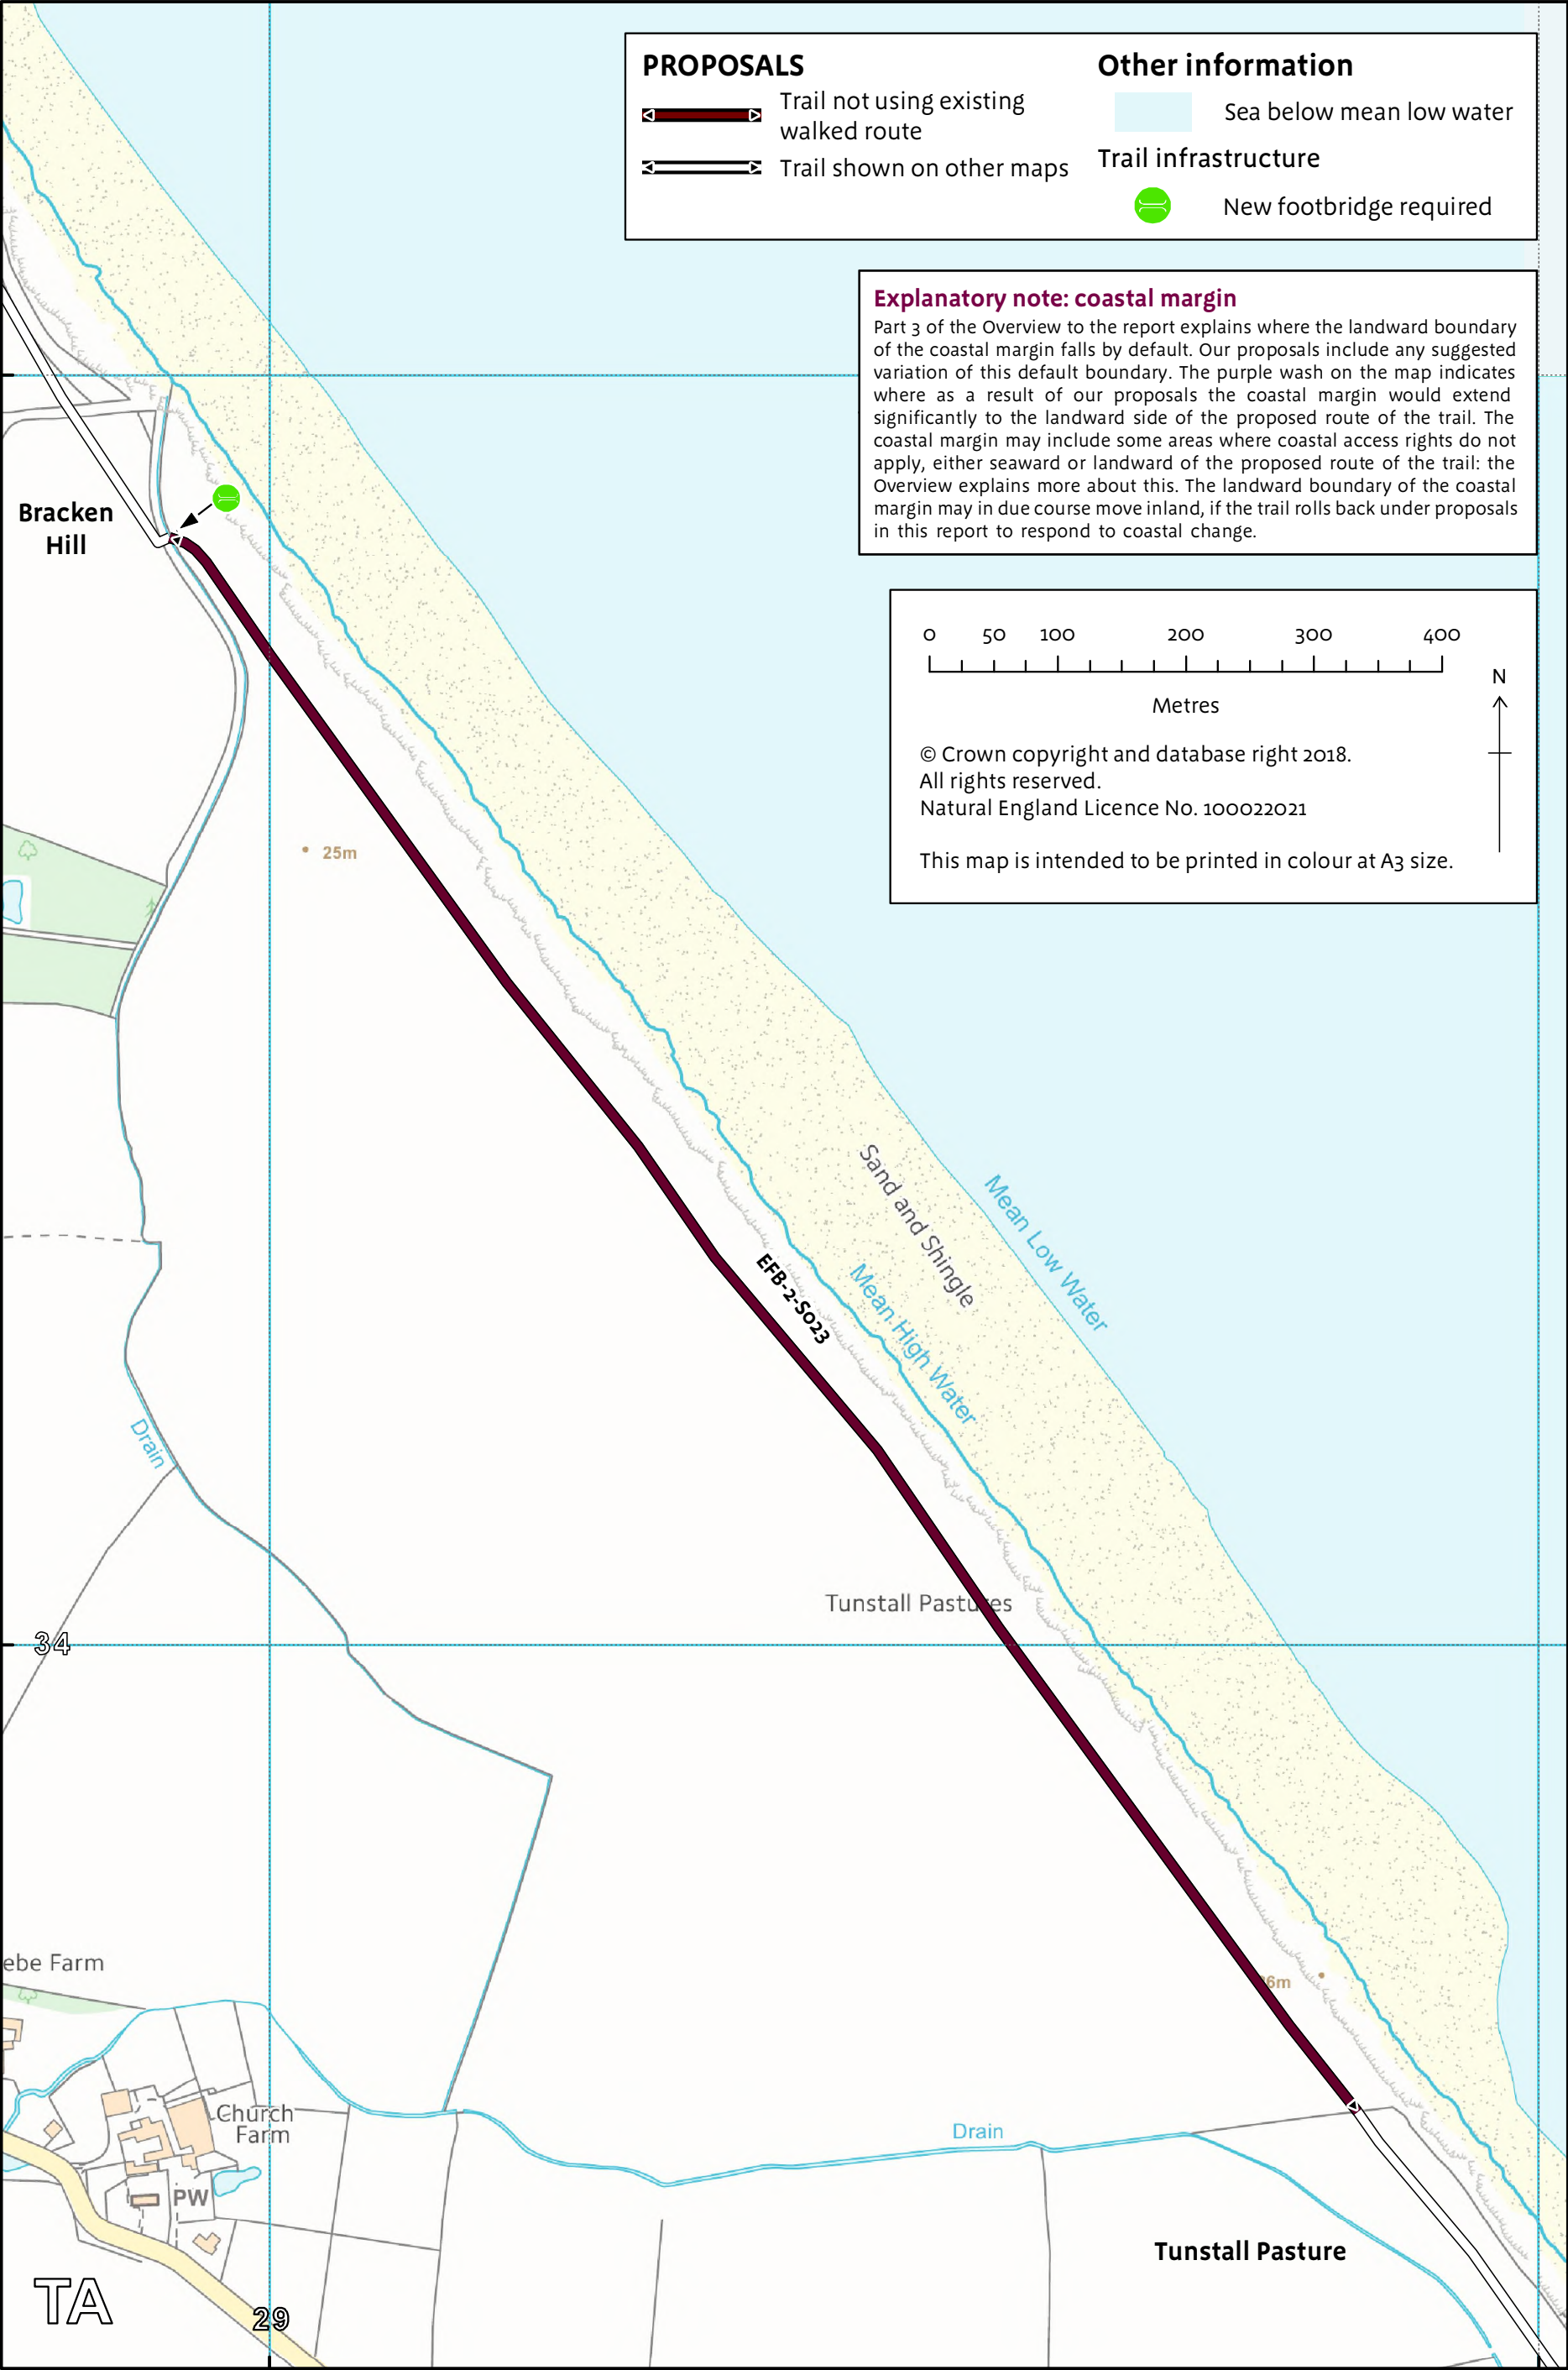 PROPOSALS
Trail not using existing
walked route
Trail shown on other maps
Other information
Sea below mean low water
Trail infrastructure
New footbridge required
Explanatory note: coastal margin
Part 3 of the Overview to the report explains where the landward boundary
of the coastal margin falls by default. Our proposals include any suggested
variation of this default boundary. The purple wash on the map indicates
where as a result of our proposals the coastal margin would extend
significantly to the landward side of the proposed route of the trail. The
coastal margin may include some areas where coastal access rights do not
apply, either seaward or landward of the proposed route of the trail: the
Overview explains more about this. The landward boundary of the coastal
margin may in due course move inland, if the trail rolls back under proposals
in this report to respond to coastal change.
0 50 100 200 300 400
Metres
N
© Crown copyright and database right 2018.
All rights reserved.
Natural England Licence No. 100022021
This map is intended to be printed in colour at A3 size.
Bracken
Hill
25m
Sand and Shingle
Mean Low Water
Mean High Water
EFB-2-S023
Drain
Tunstall Pastures
34
ebe Farm
6m
Church
Farm
Drain
PW
Tunstall Pasture
TA
29